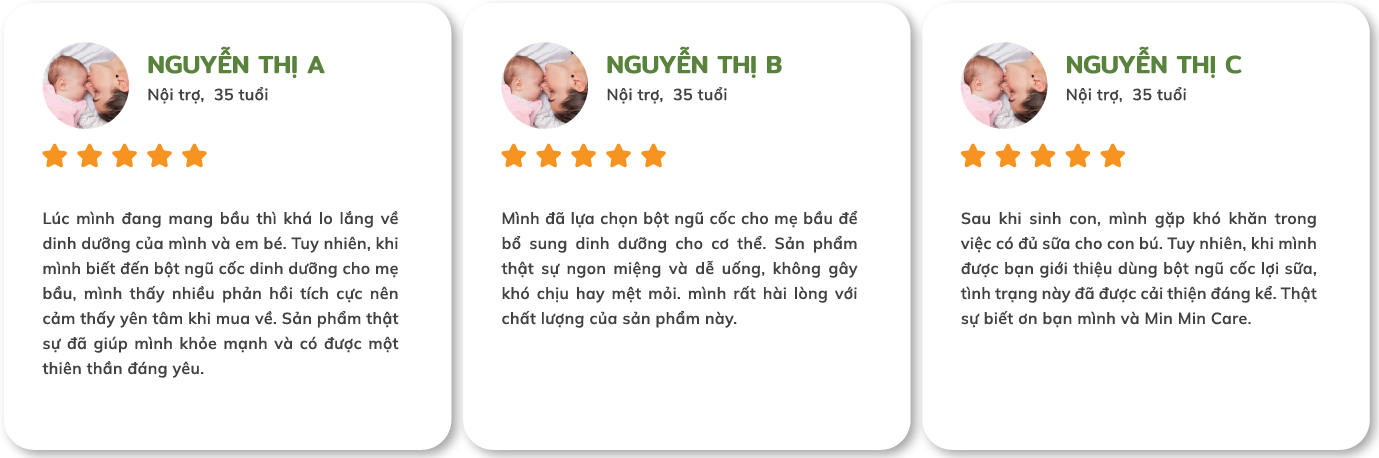 NGUYỄN THỊ A
Nội trợ, 35 tuổi
Lúc mình đang mang bầu thì khá lo lắng về
dinh dưỡng của mình và em bé. Tuy nhiên, khi
mình biết đến bột ngũ cốc dinh dưỡng cho mẹ
bầu, mình thấy nhiều phản hồi tích cực nên
cảm thấy yên tâm khi mua về. Sản phẩm thật
sự đã giúp mình khỏe mạnh và có được một
thiên thần đáng yêu.
NGUYỄN THỊ B
Nội trợ, 35 tuổi
Mình đã lựa chọn bột ngũ cốc cho mẹ bầu để
bổ sung dinh dưỡng cho cơ thể. Sản phẩm
thật sự ngon miệng và dễ uống, không gây
khó chịu hay mệt mỏi. mình rất hài lòng với
chất lượng của sản phẩm này.
NGUYỄN THỊ C
Nội trợ, 35 tuổi
Sau khi sinh con, mình gặp khó khăn trong
việc có đủ sữa cho con bú. Tuy nhiên, khi mình
được bạn giới thiệu dùng bột ngũ cốc lợi sữa,
tình trạng này đã được cải thiện đáng kể. Thật
sự biết ơn bạn mình và Min Min Care.